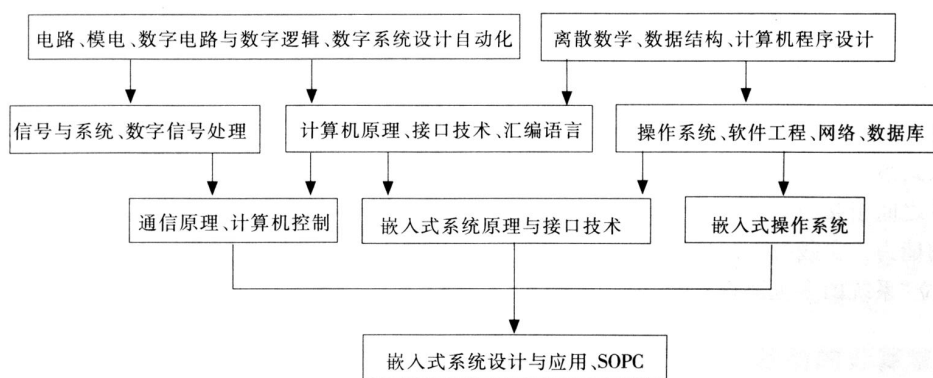 电路、模电、数字电路与数字逻辑、数字系统设计自动化
离散数学、数据结构、计算机程序设计
信号与系统、数字信号处理
计算机原理、接口技术、汇编语言
操作系统、软件工程、网络、数据库
通信原理、计算机控制
嵌入式系统原理与接口技术
嵌入式操作系统
嵌入式系统设计与应用、SOPC